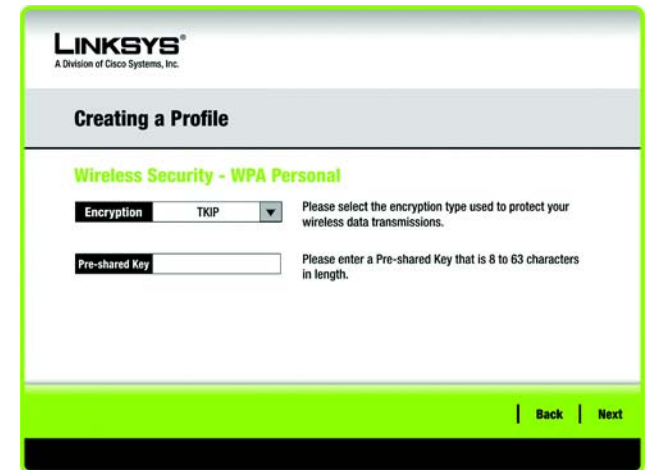 LINKSYS®
A Division of Cisco Systems, Inc.
Creating a Profile
Wireless Security - WPA Personal
Encryption TKIP Please select the encryption type used to protect your
wireless data transmissions.
Pre-shared Key Please enter a Pre-shared Key that is 8 to 63 characters
in length.
Back Next